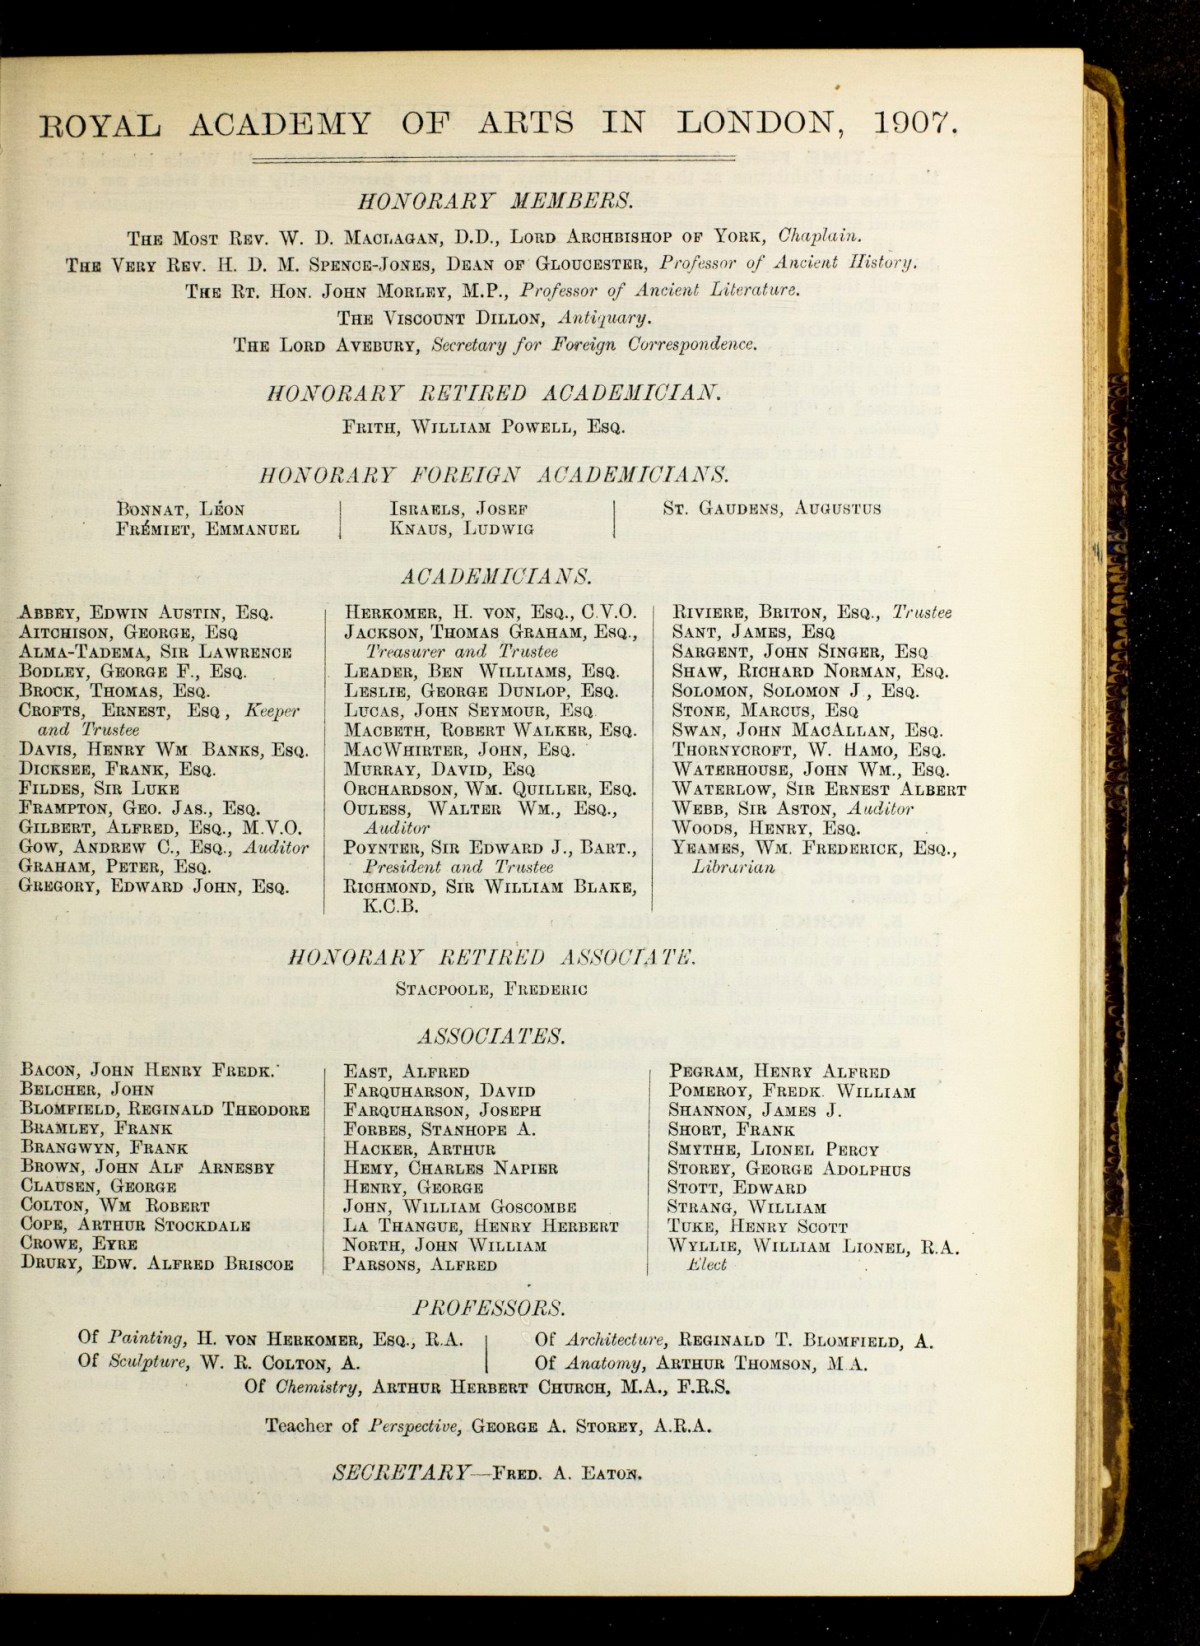 ROYAL ACADEMY OF ARTS IN LONDON, 1907.
HONORARY MEMBERS.
THE MOST REV. W. D. MACLAGAN, D.D., LORD ARCHBISHOP OF YORK, Chaplain.
THE VERY REV. H. D. M. SPENCE-JONES, DEAN OF GLOUCESTER, Professor of Ancient History.
THE RT. HON. JOHN MORLEY, M.P., Professor of Ancient Literature.
THE VISCOUNT DILLON, Antiquary.
THE LORD AVEBURY, Secretary for Foreign Correspondence.
HONORARY RETIRED ACADEMICIAN.
FRITH, WILLIAM POWELL, ESQ.
HONORARY FOREIGN ACADEMICIANS.
BONNAT, LÉON
FRÉMIET, EMMANUEL
ISRAELS, JOSEF
KNAUS, LUDWIG
ST. GAUDENS, AUGUSTUS
ACADEMICIANS.
ABBEY, EDWIN AUSTIN, ESQ.
AITCHISON, GEORGE, ESQ
ALMA-TADEMA, SIR LAWRENCE
BODLEY, GEORGE F., ESQ.
BROCK, THOMAS, ESQ.
CROFTS, ERNEST, ESQ, Keeper
and Trustee
DAVIS, HENRY WM BANKS, ESQ.
DICKSEE, FRANK, ESQ.
FILDES, SIR LUKE
FRAMPTON, GEO. JAS., ESQ.
GILBERT, ALFRED, ESQ., M.V.O.
GOW, ANDREW C., ESQ., Auditor
GRAHAM, PETER, ESQ.
GREGORY, EDWARD JOHN, ESQ.
HERKOMER, H. VON, ESQ., C.V.O.
JACKSON, THOMAS GRAHAM, ESQ.,
Treasurer and Trustee
LEADER, BEN WILLIAMS, ESQ.
LESLIE, GEORGE DUNLOP, ESQ.
LUCAS, JOHN SEYMOUR, ESQ
MACBETH, ROBERT WALKER, ESQ.
MACWHIRTER, JOHN, ESQ.
MURRAY, DAVID, ESQ
ORCHARDSON, WM. QUILLER, ESQ.
OULESS, WALTER WM., ESQ.,
Auditor
POYNTER, SIR EDWARD J., BART.,
President and Trustee
RICHMOND, SIR WILLIAM BLAKE,
K.C.B.
RIVIERE, BRITON, ESQ., Trustee
SANT, JAMES, ESQ
SARGENT, JOHN SINGER, ESQ
SHAW, RICHARD NORMAN, ESQ.
SOLOMON, SOLOMON J, ESQ.
STONE, MARCUS, ESQ
SWAN, JOHN MACALLAN, ESQ.
THORNYCROFT, W. HAMO, ESQ.
WATERHOUSE, JOHN WM., ESQ.
WATERLOW, SIR ERNEST ALBERT
WEBB, SIR ASTON, Auditor
WOODS, HENRY, ESQ.
YEAMES, WM. FREDERICK, ESQ.,
Librarian
HONORARY RETIRED ASSOCIATE.
STACPOOLE, FREDERIC
ASSOCIATES.
BACON, JOHN HENRY FREDK.
BELCHER, JOHN
BLOMFIELD, REGINALD THEODORE
BRAMLEY, FRANK
BRANGWYN, FRANK
BROWN, JOHN ALF ARNESBY
CLAUSEN, GEORGE
COLTON, WM ROBERT
COPE, ARTHUR STOCKDALE
CROWE, EYRE
DRURY, EDW. ALFRED BRISCOE
EAST, ALFRED
FARQUHARSON, DAVID
FARQUHARSON, JOSEPH
FORBES, STANHOPE A.
HACKER, ARTHUR
HEMY, CHARLES NAPIER
HENRY, GEORGE
JOHN, WILLIAM GOSCOMBE
LA THANGUE, HENRY HERBERT
NORTH, JOHN WILLIAM
PARSONS, ALFRED
PEGRAM, HENRY ALFRED
POMEROY, FREDK. WILLIAM
SHANNON, JAMES J.
SHORT, FRANK
SMYTHE, LIONEL PERCY
STOREY, GEORGE ADOLPHUS
STOTT, EDWARD
STRANG, WILLIAM
TUKE, HENRY SCOTT
WYLLIE, WILLIAM LIONEL, R.A.
Elect
PROFESSORS.
Of Painting, H. VON HERKOMER, ESQ., R.A.
Of Sculpture, W. R. COLTON, A.
Of Architecture, REGINALD T. BLOMFIELD, A.
Of Anatomy, ARTHUR THOMSON, M A.
Of Chemistry, ARTHUR HERBERT CHURCH, M.A., F.R.S.
Teacher of Perspective, GEORGE A. STOREY, A.R.A.
SECRETARY—FRED. A. EATON.